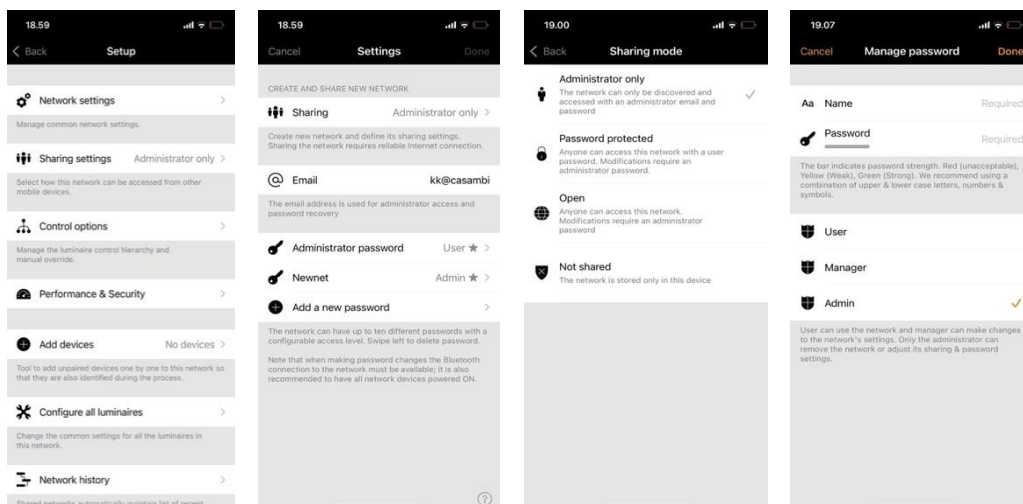 18.59
Back
Setup
Network settings
Manage common network settings.
Sharing settings Administrator only
Select how this network can be accessed from other
mobile devices.
Control options
Manage the luminaire control hierarchy and
manual override.
Performance & Security
Add devices No devices
Tool to add unpaired devices one by one to this network so
that they are also identified during the process.
Configure all luminaires
Change the common settings for all the luminaires in
this network.
Network history
Shared networks automatically maintain list of recent
18.59
Cancel
Settings
Done
CREATE AND SHARE NEW NETWORK
Sharing Administrator only
Create new network and define its sharing settings.
Sharing the network requires reliable Internet connection.
Email kk@casambi
The email address is used for administrator access and
password recovery
Administrator password User ★
Newnet Admin ★
Add a new password
The network can have up to ten different passwords with a
configurable access level. Swipe left to delete password.
Note that when making password changes the Bluetooth
connection to the network must be available; it is also
recommended to have all network devices powered ON.
?
19.00
Back
Sharing mode
Administrator only
The network can only be discovered and
accessed with an administrator email and
password
Password protected
Anyone can access this network with a user
password. Modifications require an
administrator password.
Open
Anyone can access this network.
Modifications require an administrator
password
Not shared
The network is stored only in this device
19.07
Cancel
Manage password
Done
Aa Name Required
Password Required
The bar indicates password strength. Red (unacceptable),
Yellow (Weak), Green (Strong). We recommend using a
combination of upper & lower case letters, numbers &
symbols.
User
Manager
Admin
User can use the network and manager can make changes
to the network's settings. Only the administrator can
remove the network or adjust its sharing & password
settings.